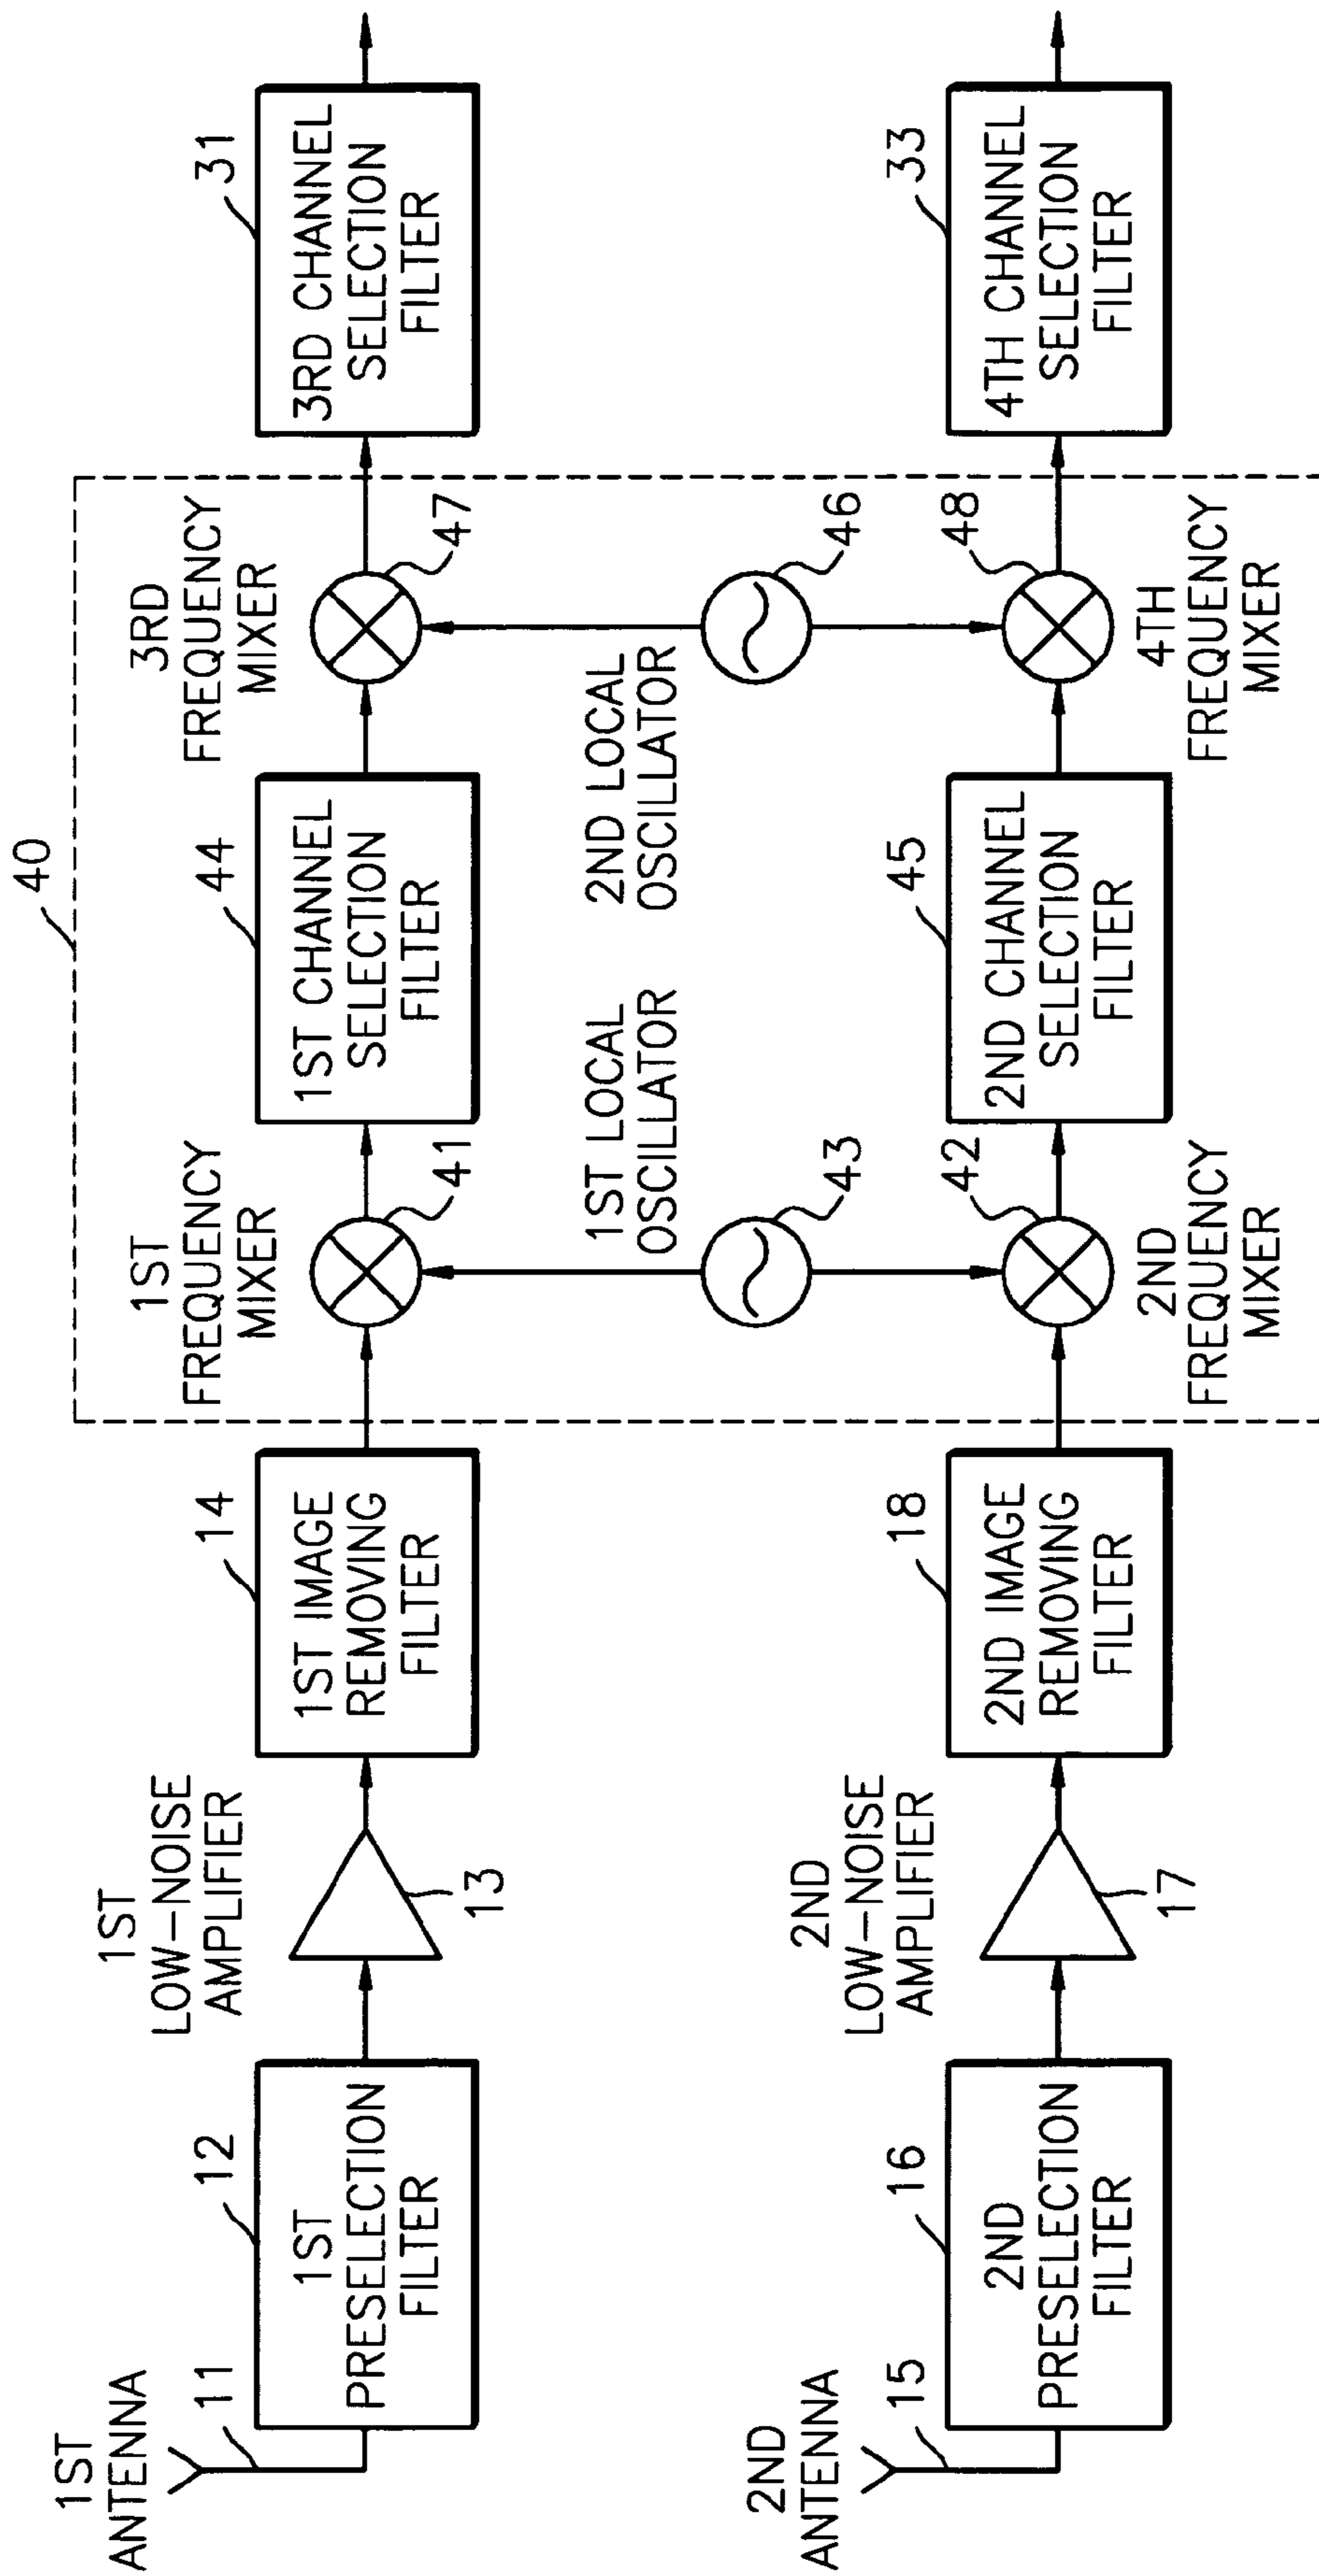 40
1ST
ANTENNA
11
12
1ST
PRESELECTION
FILTER
1ST
LOW-NOISE
AMPLIFIER
13
14
1ST IMAGE
REMOVING
FILTER
1ST
FREQUENCY
MIXER
41
44
1ST CHANNEL
SELECTION
FILTER
3RD
FREQUENCY
MIXER
47
31
3RD CHANNEL
SELECTION
FILTER
1ST LOCAL
OSCILLATOR
43
2ND LOCAL
OSCILLATOR
46
2ND
ANTENNA
15
16
2ND
PRESELECTION
FILTER
2ND
LOW-NOISE
AMPLIFIER
17
18
2ND IMAGE
REMOVING
FILTER
42
2ND
FREQUENCY
MIXER
45
2ND CHANNEL
SELECTION
FILTER
48
4TH
FREQUENCY
MIXER
33
4TH CHANNEL
SELECTION
FILTER